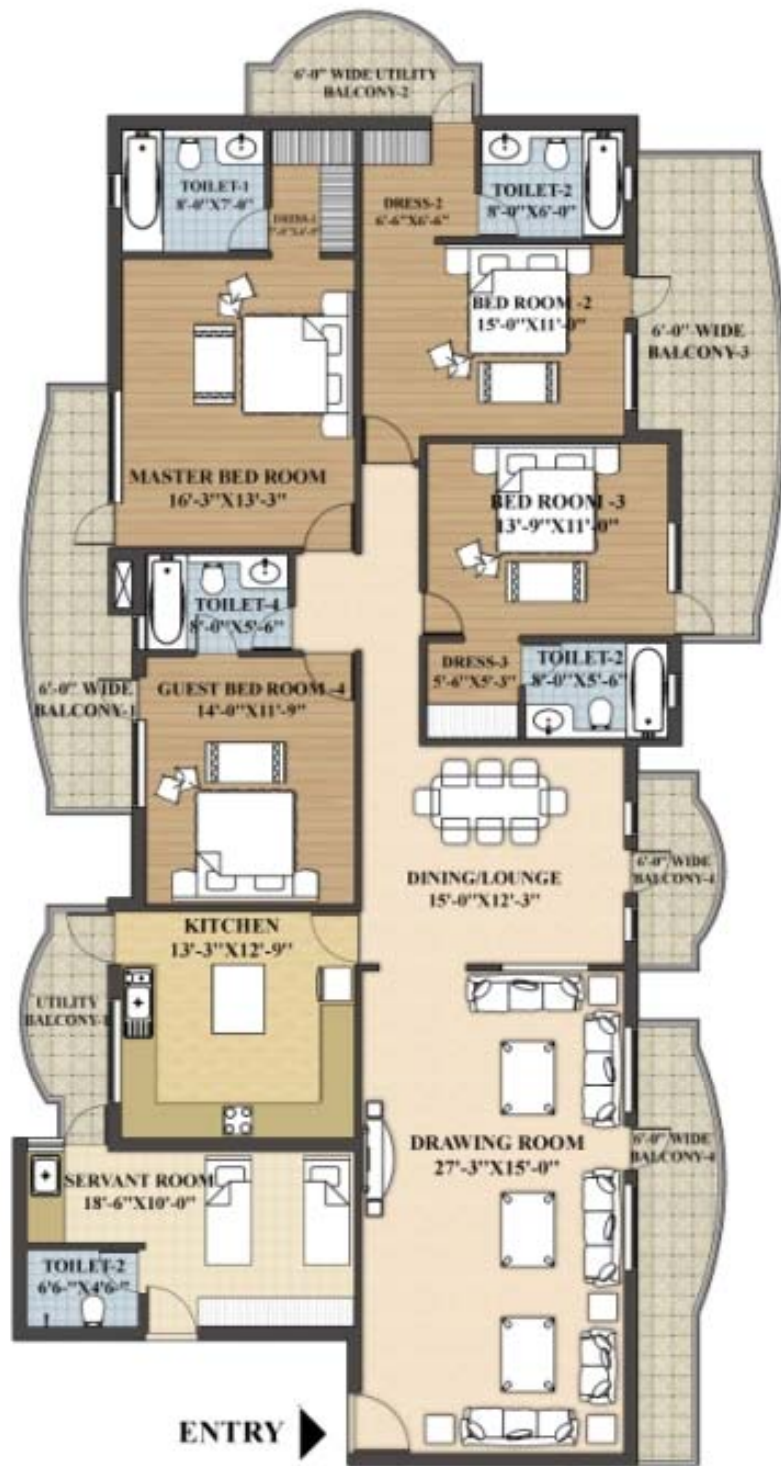 6'-0" WIDE UTILITY
BALCONY-2
TOILET-1
8'-0"X7'-0"
DRESS-1
DRESS-2
6'-6"X6'-6"
TOILET-2
8'-0"X6'-0"
BED ROOM -2
15'-0"X11'-0"
6'-0" WIDE
BALCONY-3
MASTER BED ROOM
16'-3"X13'-3"
BED ROOM -3
13'-9"X11'-0"
TOILET-4
8'-0"X5'-6"
DRESS-3
5'-6"X5'-3"
TOILET-2
8'-0"X5'-6"
6'-0" WIDE
BALCONY-1
GUEST BED ROOM -4
14'-0"X11'-9"
DINING/LOUNGE
15'-0"X12'-3"
6'-0" WIDE
BALCONY-4
KITCHEN
13'-3"X12'-9"
UTILITY
BALCONY-1
DRAWING ROOM
27'-3"X15'-0"
6'-0" WIDE
BALCONY-4
SERVANT ROOM
18'-6"X10'-0"
TOILET-2
6'6-"X4'6-"
ENTRY